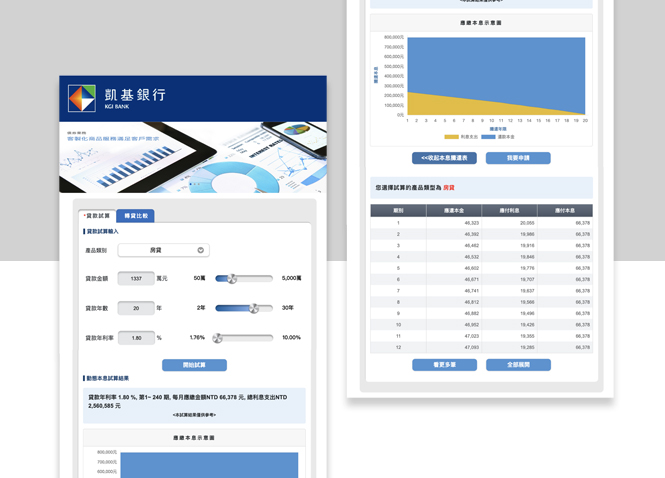 凱基銀行
KGI BANK
客製化商品服務滿足客戶需求
*貸款試算
轉貸比較
貸款試算輸入
產品類別
房貸
貸款金額
1337
萬元
50萬
5,000萬
貸款年數
20
年
2年
30年
貸款年利率
1.80
%
1.76%
10.00%
開始試算
動態本息試算結果
貸款年利率 1.80 %, 第1~ 240 期, 每月應繳金額NTD 66,378 元, 總利息支出NTD
2,560,585 元
<本試算結果僅供參考>
應繳本息示意圖
800,000元
700,000元
600,000元
應繳本息示意圖
800,000元
700,000元
600,000元
500,000元
400,000元
300,000元
200,000元
100,000元
0元
應還本息
1 2 3 4 5 6 7 8 9 10 11 12 13 14 15 16 17 18 19 20
應還年期
利息支出
應還本金
<<收起本息攤還表
我要申請
您選擇試算的產品類型為 房貸
期別 應還本金 應付利息 應付本息
1 46,323 20,055 66,378
2 46,392 19,986 66,378
3 46,462 19,916 66,378
4 46,532 19,846 66,378
5 46,602 19,776 66,378
6 46,671 19,707 66,378
7 46,741 19,637 66,378
8 46,812 19,566 66,378
9 46,882 19,496 66,378
10 46,952 19,426 66,378
11 47,023 19,355 66,378
12 47,093 19,285 66,378
看更多筆
全部展開